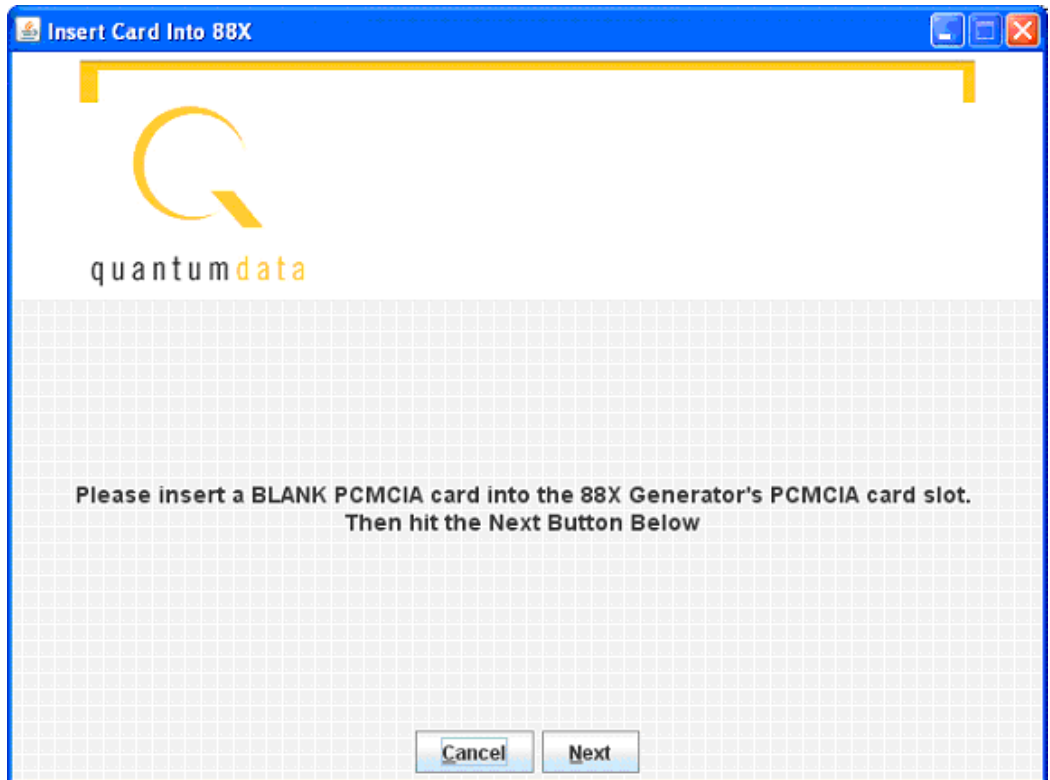 Insert Card Into 88X
quantumdata
Please insert a BLANK PCMCIA card into the 88X Generator's PCMCIA card slot.
Then hit the Next Button Below
Cancel Next